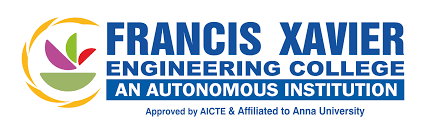 FRANCIS XAVIER
ENGINEERING COLLEGE
AN AUTONOMOUS INSTITUTION
Approved by AICTE & Affiliated to Anna University